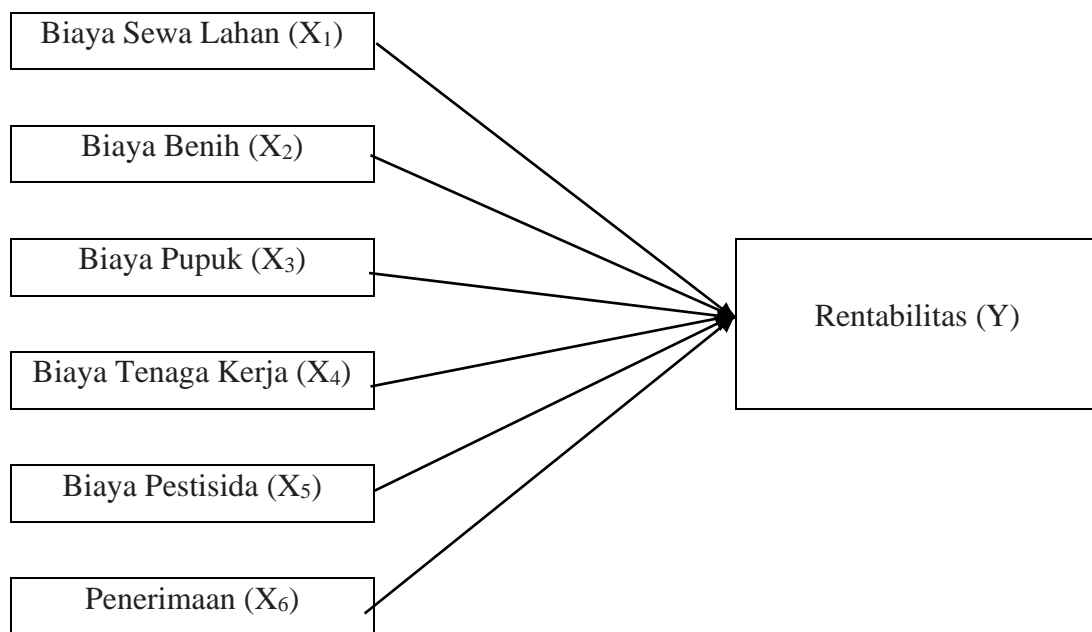 Biaya Sewa Lahan (X₁)
Biaya Benih (X₂)
Biaya Pupuk (X₃)
Rentabilitas (Y)
Biaya Tenaga Kerja (X₄)
Biaya Pestisida (X₅)
Penerimaan (X₆)